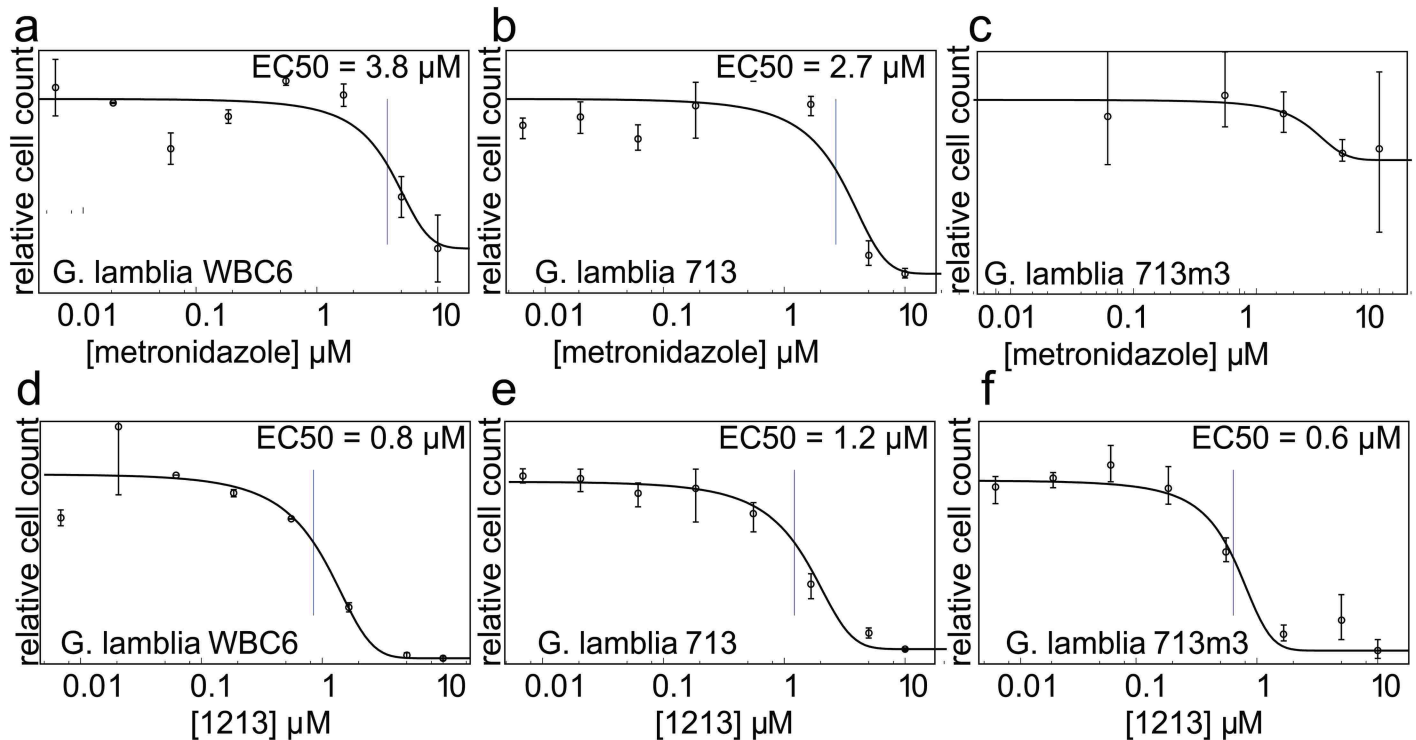 a
relative cell count
EC50 = 3.8 µM
G. lamblia WBC6
0.01 0.1 1 10
[metronidazole] µM
b
relative cell count
EC50 = 2.7 µM
G. lamblia 713
0.01 0.1 1 10
[metronidazole] µM
c
relative cell count
G. lamblia 713m3
0.01 0.1 1 10
[metronidazole] µM
d
relative cell count
EC50 = 0.8 µM
G. lamblia WBC6
0.01 0.1 1 10
[1213] µM
e
relative cell count
EC50 = 1.2 µM
G. lamblia 713
0.01 0.1 1 10
[1213] µM
f
relative cell count
EC50 = 0.6 µM
G. lamblia 713m3
0.01 0.1 1 10
[1213] µM